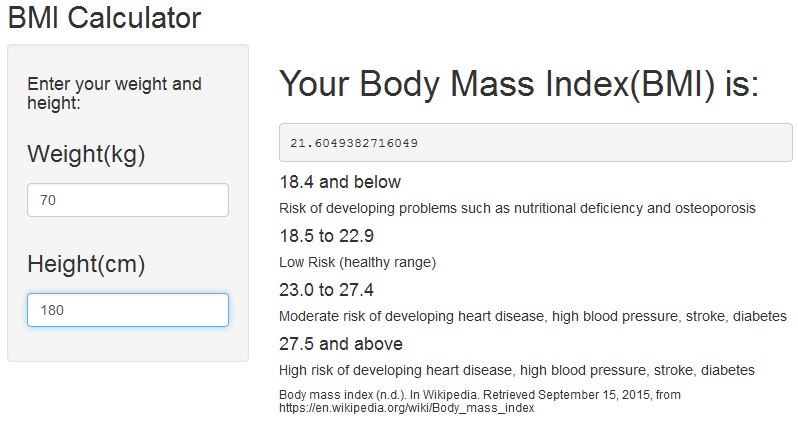 BMI Calculator
Enter your weight and
height:
Weight(kg)
70
Height(cm)
180
Your Body Mass Index(BMI) is:
21.6049382716049
18.4 and below
Risk of developing problems such as nutritional deficiency and osteoporosis
18.5 to 22.9
Low Risk (healthy range)
23.0 to 27.4
Moderate risk of developing heart disease, high blood pressure, stroke, diabetes
27.5 and above
High risk of developing heart disease, high blood pressure, stroke, diabetes
Body mass index (n.d.). In Wikipedia. Retrieved September 15, 2015, from
https://en.wikipedia.org/wiki/Body_mass_index